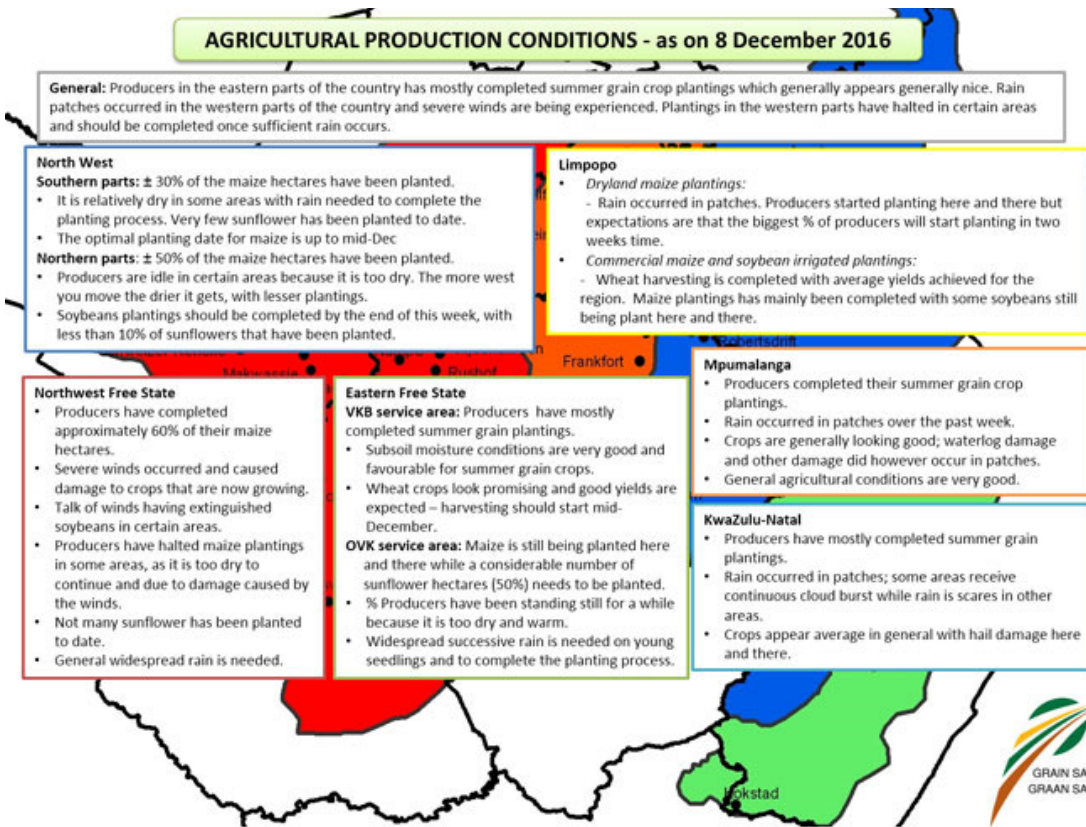 AGRICULTURAL PRODUCTION CONDITIONS - as on 8 December 2016
General: Producers in the eastern parts of the country has mostly completed summer grain crop plantings which generally appears generally nice. Rain
patches occurred in the western parts of the country and severe winds are being experienced. Plantings in the western parts have halted in certain areas
and should be completed once sufficient rain occurs.
North West
Southern parts: ± 30% of the maize hectares have been planted.
• It is relatively dry in some areas with rain needed to complete the
planting process. Very few sunflower has been planted to date.
• The optimal planting date for maize is up to mid-Dec
Northern parts: ± 50% of the maize hectares have been planted.
• Producers are idle in certain areas because it is too dry. The more west
you move the drier it gets, with lesser plantings.
• Soybeans plantings should be completed by the end of this week, with
less than 10% of sunflowers that have been planted.
Limpopo
• Dryland maize plantings:
- Rain occurred in patches. Producers started planting here and there but
expectations are that the biggest % of producers will start planting in two
weeks time.
• Commercial maize and soybean irrigated plantings:
- Wheat harvesting is completed with average yields achieved for the
region. Maize plantings has mainly been completed with some soybeans still
being plant here and there.
Robertsdrift
Frankfort
Makwassie
Rushof
Northwest Free State
• Producers have completed
approximately 60% of their maize
hectares.
• Severe winds occurred and caused
damage to crops that are now growing.
• Talk of winds having extinguished
soybeans in certain areas.
• Producers have halted maize plantings
in some areas, as it is too dry to
continue and due to damage caused by
the winds.
• Not many sunflower has been planted
to date.
• General widespread rain is needed.
Eastern Free State
VKB service area: Producers have mostly
completed summer grain plantings.
• Subsoil moisture conditions are very good and
favourable for summer grain crops.
• Wheat crops look promising and good yields are
expected – harvesting should start mid-
December.
OVK service area: Maize is still being planted here
and there while a considerable number of
sunflower hectares (50%) needs to be planted.
• % Producers have been standing still for a while
because it is too dry and warm.
• Widespread successive rain is needed on young
seedlings and to complete the planting process.
Mpumalanga
• Producers completed their summer grain crop
plantings.
• Rain occurred in patches over the past week.
• Crops are generally looking good; waterlog damage
and other damage did however occur in patches.
• General agricultural conditions are very good.
KwaZulu-Natal
• Producers have mostly completed summer grain
plantings.
• Rain occurred in patches; some areas receive
continuous cloud burst while rain is scares in other
areas.
• Crops appear average in general with hail damage here
and there.
Kokstad
GRAIN SA
GRAAN SA